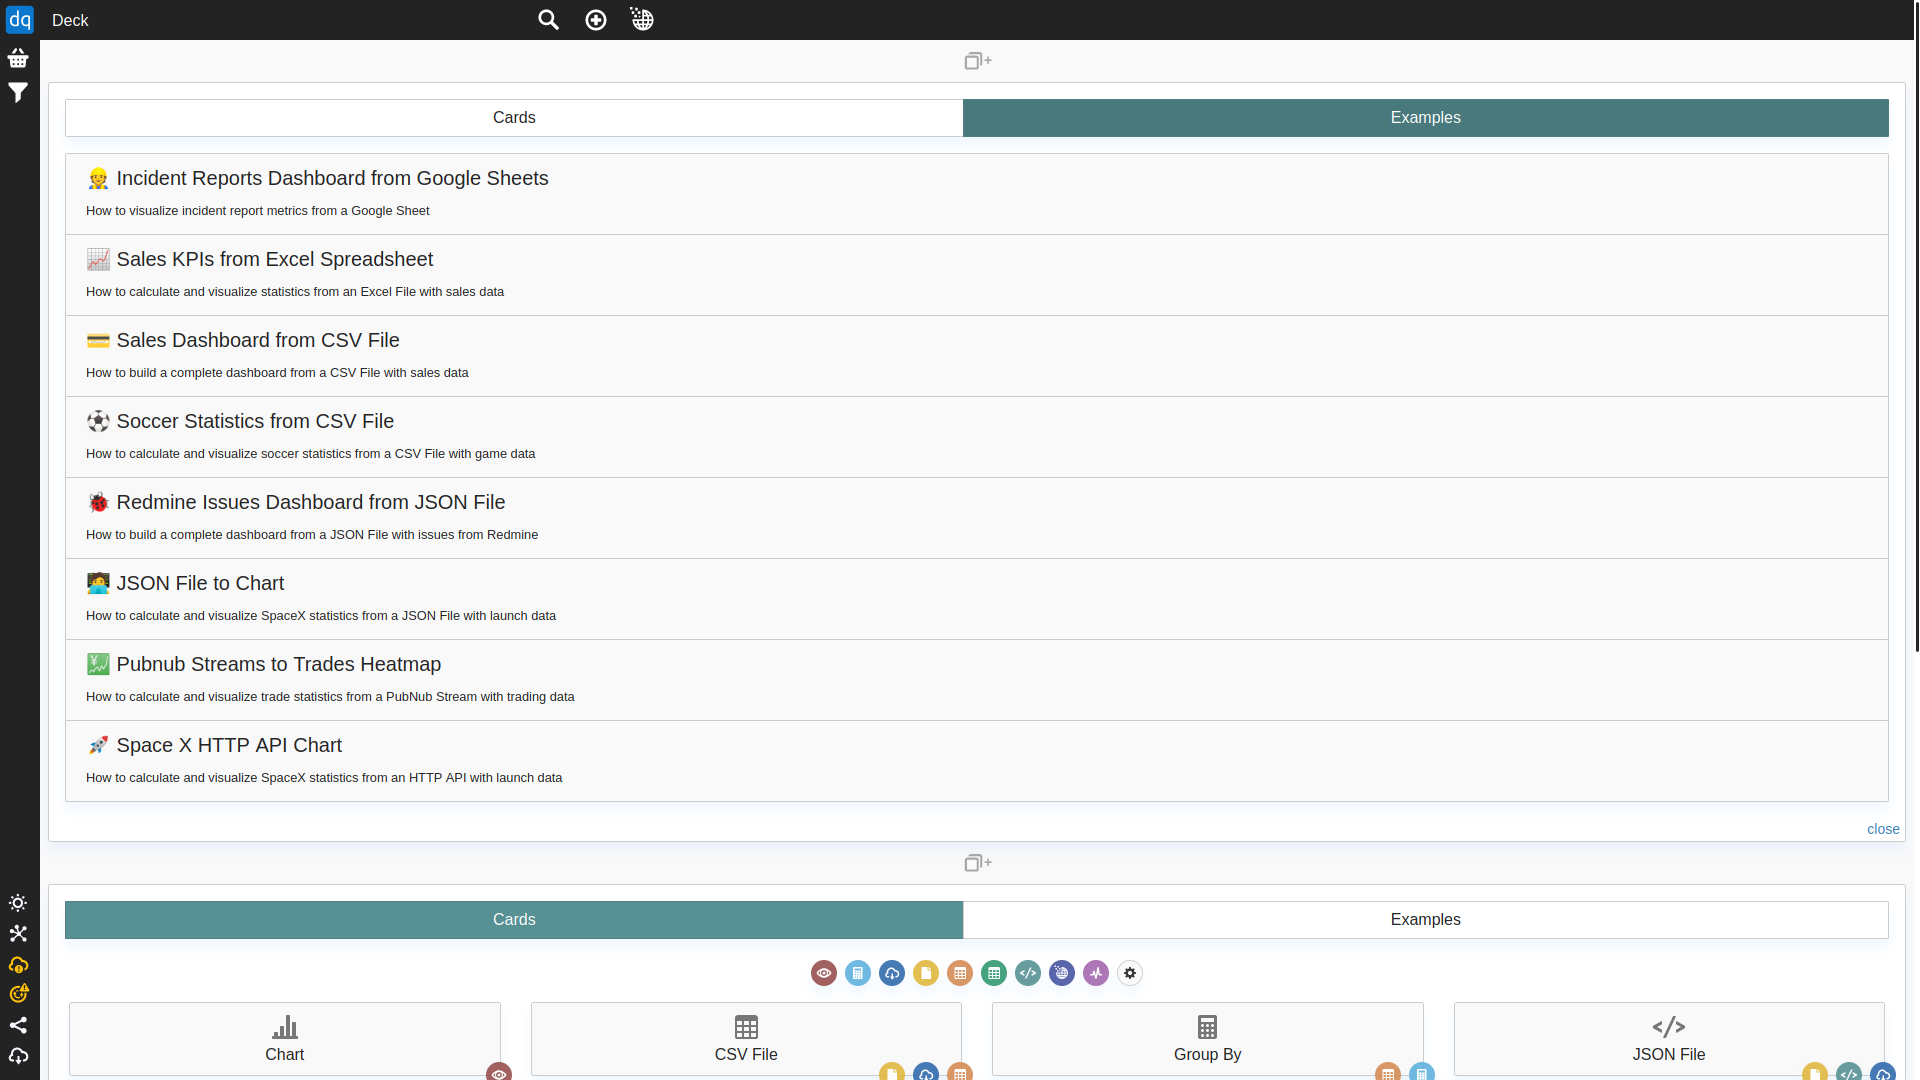 dq Deck
Cards Examples
Incident Reports Dashboard from Google Sheets
How to visualize incident report metrics from a Google Sheet
Sales KPIs from Excel Spreadsheet
How to calculate and visualize statistics from an Excel File with sales data
Sales Dashboard from CSV File
How to build a complete dashboard from a CSV File with sales data
Soccer Statistics from CSV File
How to calculate and visualize soccer statistics from a CSV File with game data
Redmine Issues Dashboard from JSON File
How to build a complete dashboard from a JSON File with issues from Redmine
JSON File to Chart
How to calculate and visualize SpaceX statistics from a JSON File with launch data
Pubnub Streams to Trades Heatmap
How to calculate and visualize trade statistics from a PubNub Stream with trading data
Space X HTTP API Chart
How to calculate and visualize SpaceX statistics from an HTTP API with launch data
close
Cards Examples
Chart CSV File Group By JSON File